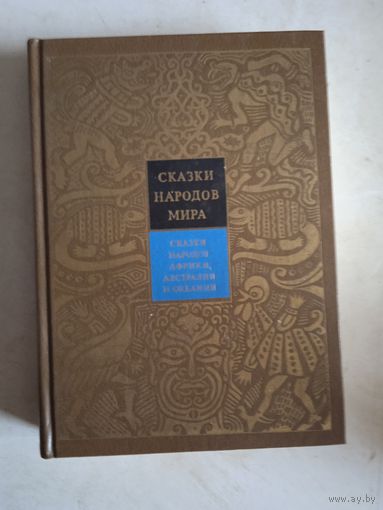 СКАЗКИ
НАРОДОВ
МИРА
СКАЗКИ
НАРОДОВ
АФРИКИ,
АВСТРАЛИИ
И ОКЕАНИИ
www.ay.by